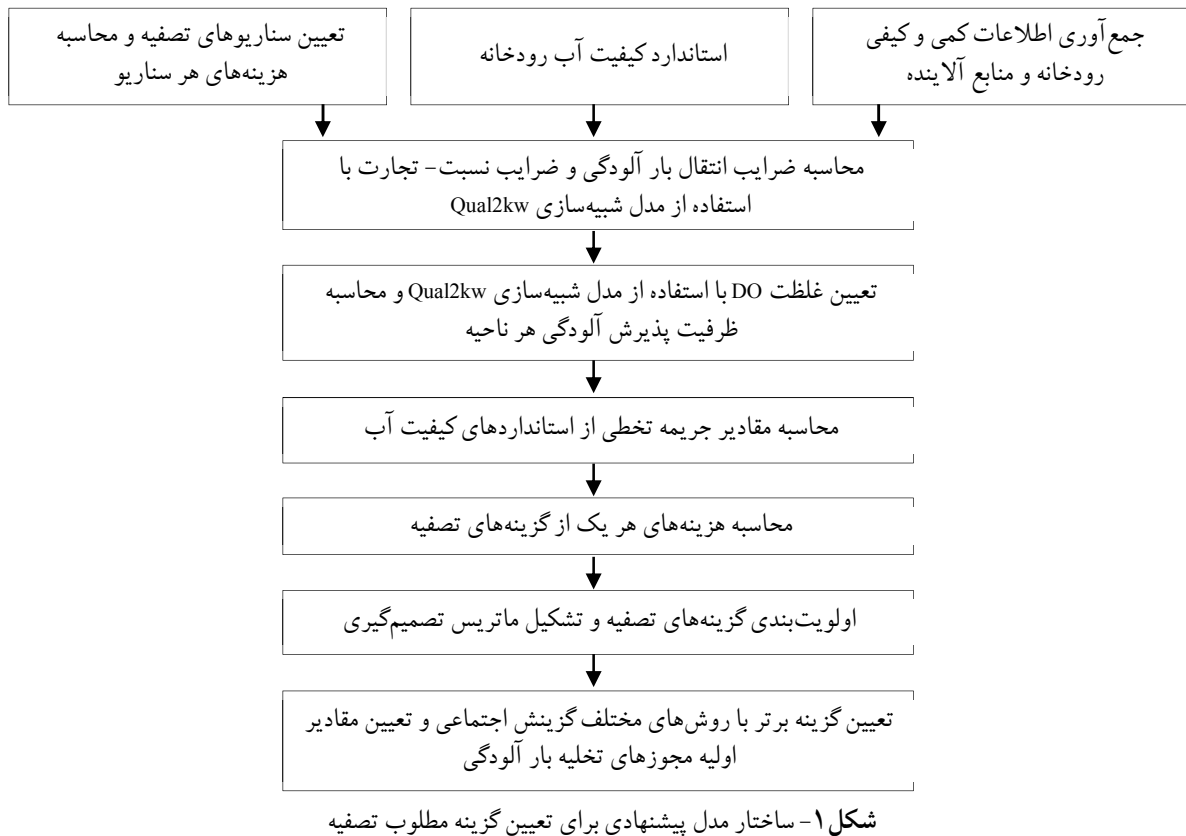 جمع‌آوری اطلاعات کمی و کیفی
رودخانه و منابع آلاینده
استاندارد کیفیت آب رودخانه
تعیین سناریوهای تصفیه و محاسبه
هزینه‌های هر سناریو
محاسبه ضرایب انتقال بار آلودگی و ضرایب نسبت- تجارت با
استفاده از مدل شبیه‌سازی Qual2kw
تعیین غلظت DO با استفاده از مدل شبیه‌سازی Qual2kw و محاسبه
ظرفیت پذیرش آلودگی هر ناحیه
محاسبه مقادیر جریمه تخطی از استانداردهای کیفیت آب
محاسبه هزینه‌های هر یک از گزینه‌های تصفیه
اولویت‌بندی گزینه‌های تصفیه و تشکیل ماتریس تصمیم‌گیری
تعیین گزینه برتر با روش‌های مختلف گزینش اجتماعی و تعیین مقادیر
اولیه مجوزهای تخلیه بار آلودگی
شکل ۱- ساختار مدل پیشنهادی برای تعیین گزینه مطلوب تصفیه